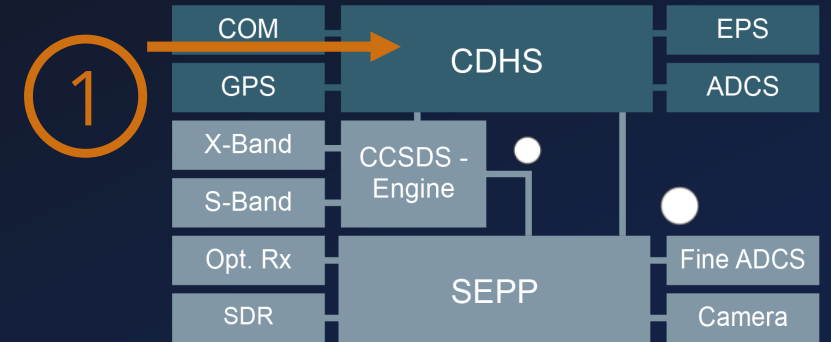 COM
EPS
CDHS
1
GPS
ADCS
X-Band
CCSDS -
Engine
S-Band
Opt. Rx
Fine ADCS
SEPP
SDR
Camera